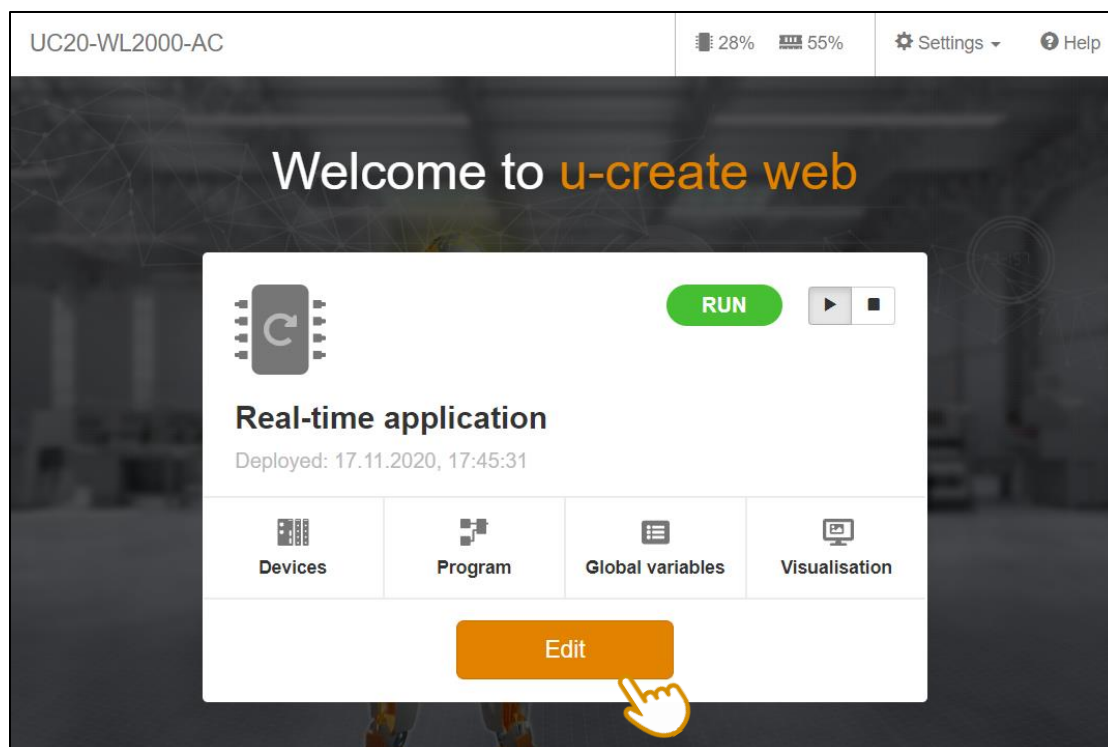 UC20-WL2000-AC 28% 55% Settings Help
Welcome to u-create web
RUN
Real-time application
Deployed: 17.11.2020, 17:45:31
Devices Program Global variables Visualisation
Edit